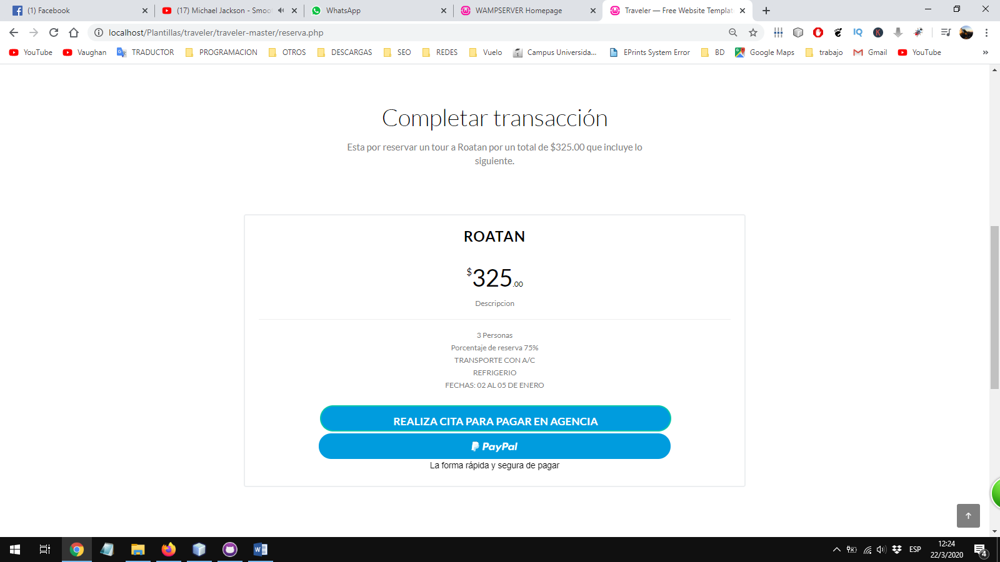 (1) Facebook
(17) Michael Jackson - Smoo
WhatsApp
WAMPSERVER Homepage
Traveler — Free Website Templat
localhost/Plantillas/traveler/traveler-master/reserva.php
IQ
K
YouTube
Vaughan
TRADUCTOR
PROGRAMACION
OTROS
DESCARGAS
SEO
REDES
Vuelo
Campus Universida...
EPrints System Error
BD
Google Maps
trabajo
Gmail
YouTube
»
Completar transacción
Esta por reservar un tour a Roatan por un total de $325.00 que incluye lo
siguiente.
ROATAN
$325.00
Descripcion
3 Personas
Porcentaje de reserva 75%
TRANSPORTE CON A/C
REFRIGERIO
FECHAS: 02 AL 05 DE ENERO
REALIZA CITA PARA PAGAR EN AGENCIA
PayPal
La forma rápida y segura de pagar
ESP
12:24
22/3/2020
4